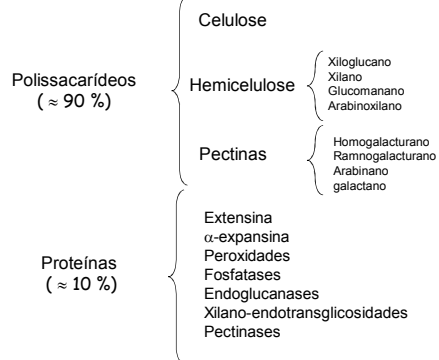 Celulose
Polissacarídeos
( ≈ 90 %)
Hemicelulose
Xiloglucano
Xilano
Glucomanano
Arabinoxilano
Pectinas
Homogalacturano
Ramnogalacturano
Arabinano
galactano
Proteínas
( ≈ 10 %)
Extensina
α-expansina
Peroxidades
Fosfatases
Endoglucanases
Xilano-endotransglicosidades
Pectinases